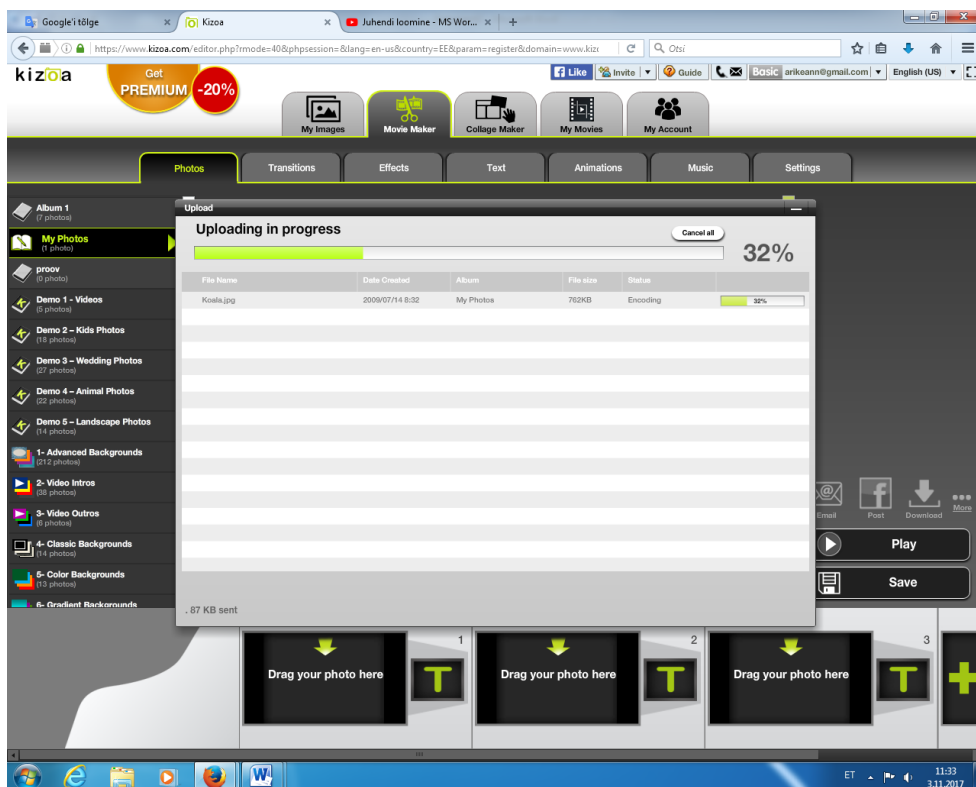 Google'i tõlge
Kizoa
Juhendi loomine - MS Wor...
https://www.kizoa.com/editor.php?rmode=40&phpsession=&lang=en-us&country=EE&param=register&domain=www.kizo
Otsi
kizoa
Get
PREMIUM
-20%
Like
Invite
Guide
Basic
arikeann@gmail.com
English (US)
My Images
Movie Maker
Collage Maker
My Movies
My Account
Photos
Transitions
Effects
Text
Animations
Music
Settings
Album 1
(7 photos)
My Photos
(1 photo)
proov
(0 photo)
Demo 1 - Videos
(5 photos)
Demo 2 – Kids Photos
(18 photos)
Demo 3 – Wedding Photos
(27 photos)
Demo 4 – Animal Photos
(22 photos)
Demo 5 – Landscape Photos
(14 photos)
1- Advanced Backgrounds
(212 photos)
2- Video Intros
(38 photos)
3- Video Outros
(6 photos)
4- Classic Backgrounds
(14 photos)
5- Color Backgrounds
(13 photos)
6- Gradient Backgrounds
Upload
Uploading in progress
Cancel all
32%
File Name Date Created Album File size Status
Koala.jpg 2009/07/14 8:32 My Photos 762KB Encoding 32%
. 87 KB sent
Email
Post
Download
More
Play
Save
1
Drag your photo here
T
2
Drag your photo here
T
3
Drag your photo here
T
ET
11:33
3.11.2017